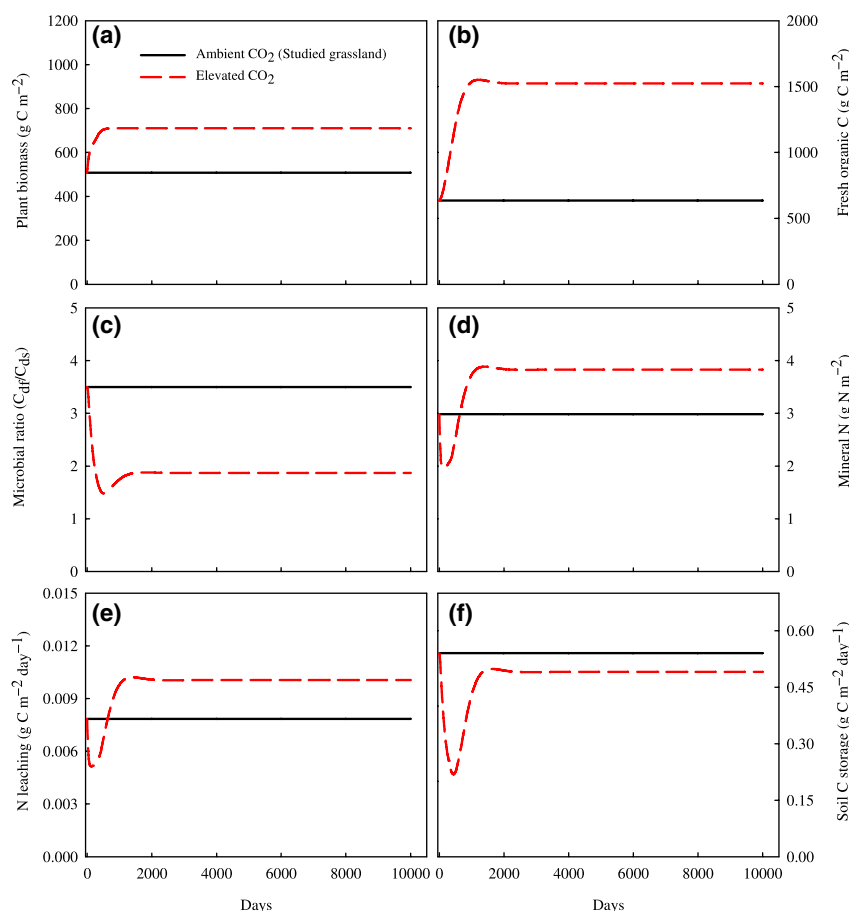 (a)
Ambient CO2 (Studied grassland)
Elevated CO2
Plant biomass (g C m−2)
1200
1000
800
600
400
200
0
(b)
Fresh organic C (g C m−2)
2000
1500
1000
500
0
(c)
Microbial ratio (Cdf/Cds)
5
4
3
2
1
0
(d)
Mineral N (g N m−2)
5
4
3
2
1
0
(e)
N leaching (g C m−2 day−1)
0.015
0.012
0.009
0.006
0.003
0.000
0 2000 4000 6000 8000 10000
Days
(f)
Soil C storage (g C m−2 day−1)
0.60
0.45
0.30
0.15
0.00
0 2000 4000 6000 8000 10000
Days